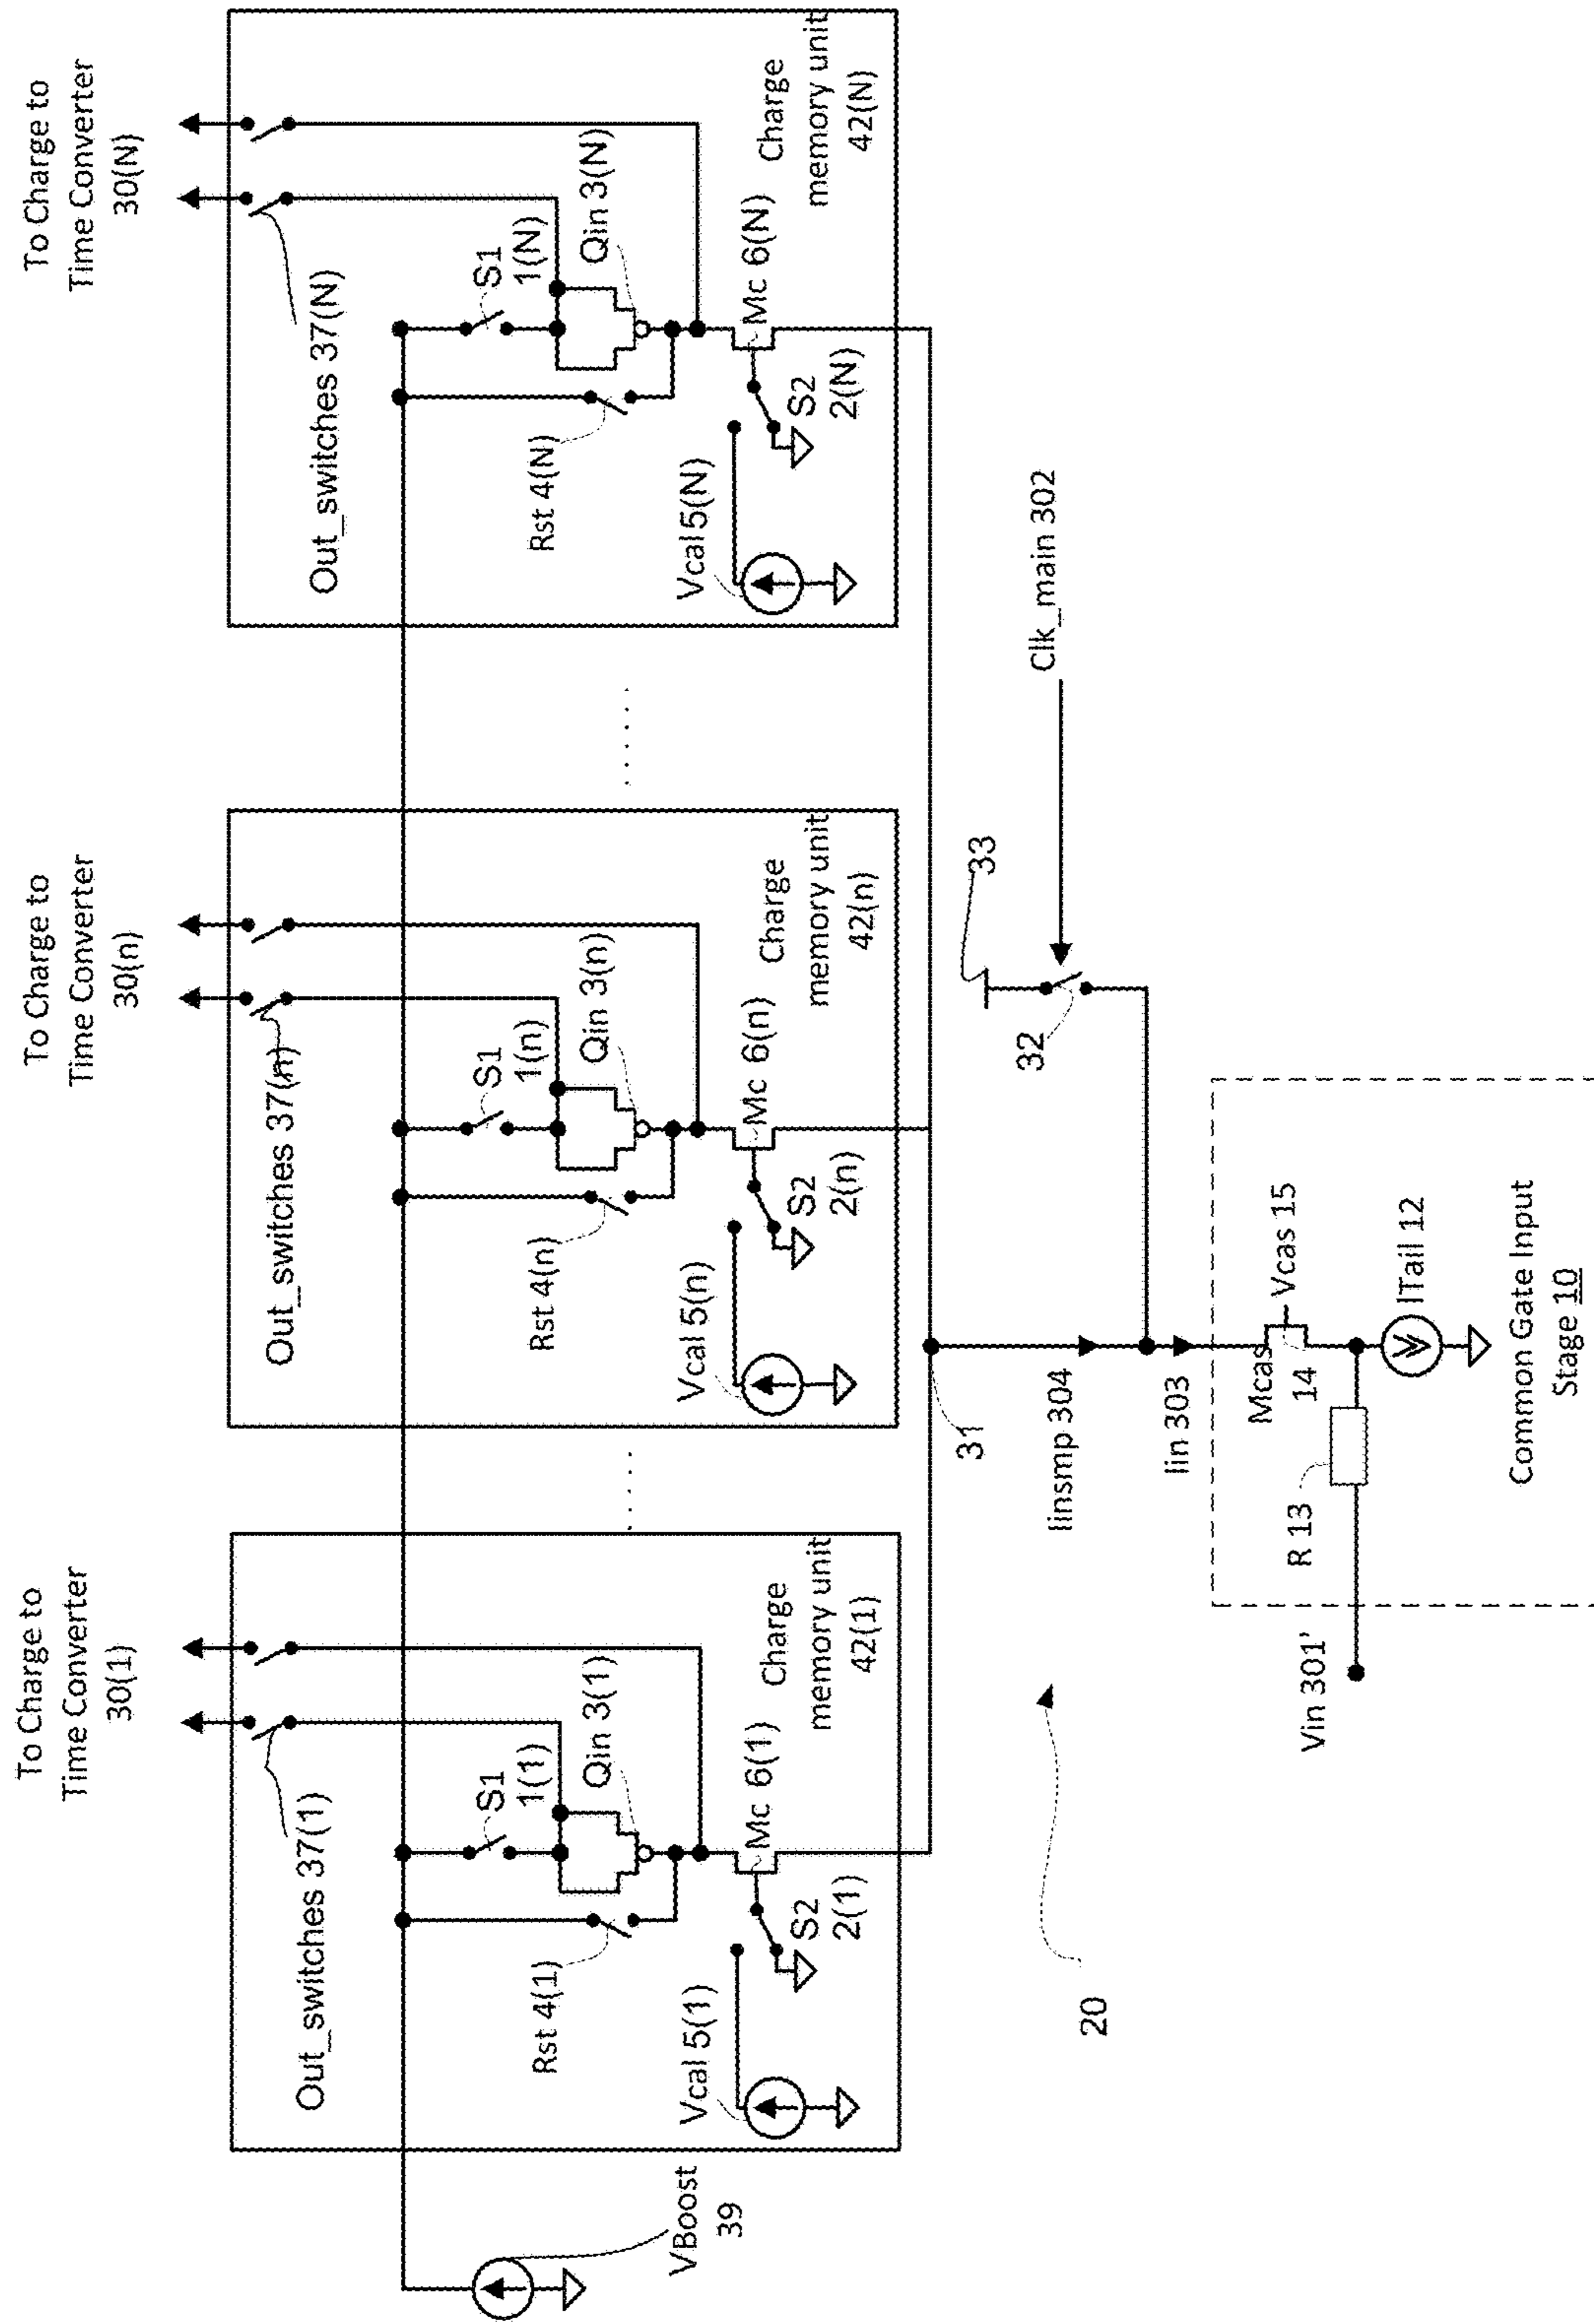 To Charge to
Time Converter
30(1)
To Charge to
Time Converter
30(n)
To Charge to
Time Converter
30(N)
Out_switches 37(1)
S1
1(1)
Qin 3(1)
Rst 4(1)
Vcal 5(1)
S2
2(1)
Mc 6(1)
Charge
memory unit
42(1)
Out_switches 37(n)
S1
1(n)
Qin 3(n)
Rst 4(n)
Vcal 5(n)
S2
2(n)
Mc 6(n)
Charge
memory unit
42(n)
Out_switches 37(N)
S1
1(N)
Qin 3(N)
Rst 4(N)
Vcal 5(N)
S2
2(N)
Mc 6(N)
Charge
memory unit
42(N)
. . . . .
. . . . .
VBoost
39
31
33
32
Clk_main 302
Iinsmp 304
Iin 303
20
Mcas
14
Vcas 15
R 13
ITail 12
Vin 301'
Common Gate Input
Stage 10